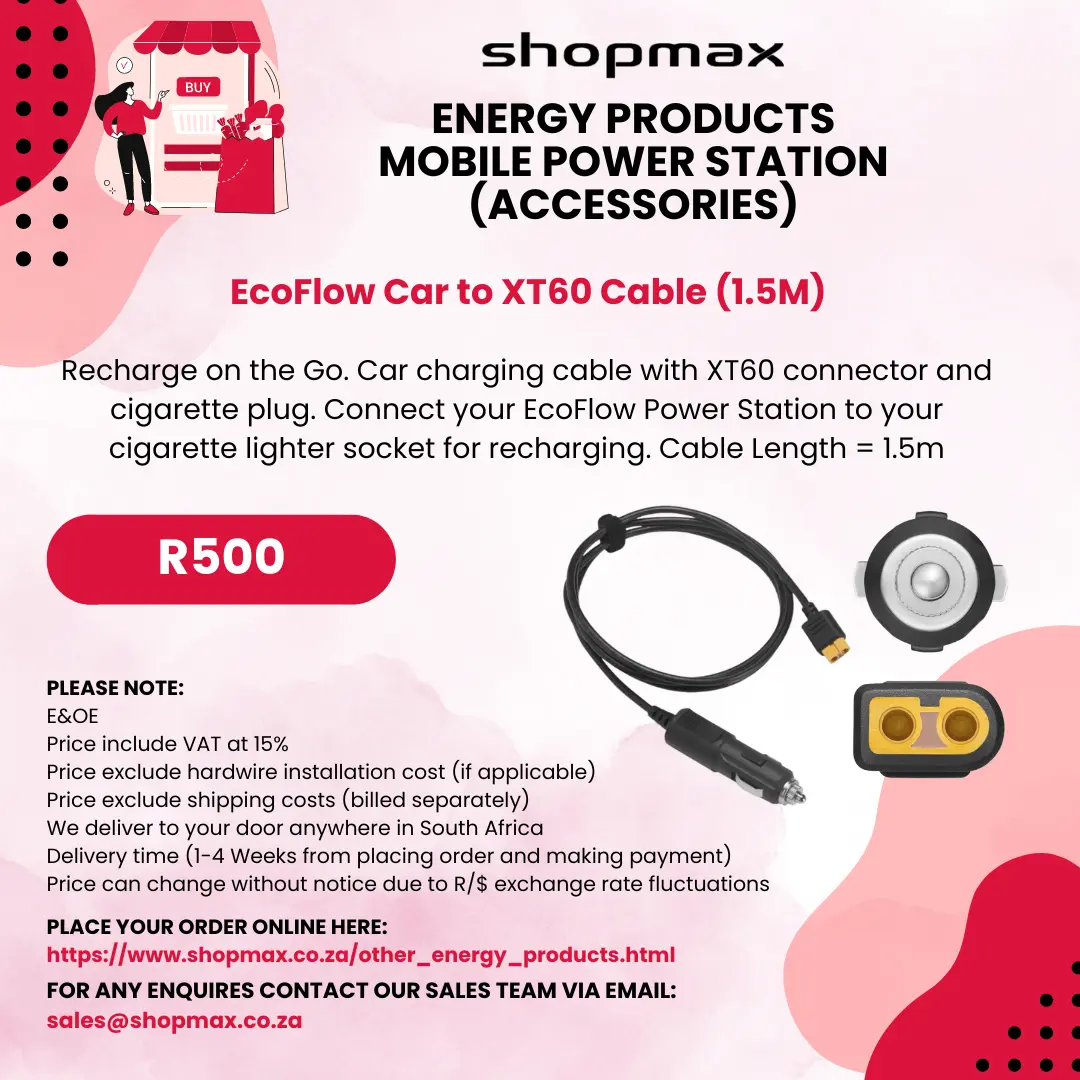 BUY
shopmax
ENERGY PRODUCTS
MOBILE POWER STATION
(ACCESSORIES)
EcoFlow Car to XT60 Cable (1.5M)
Recharge on the Go. Car charging cable with XT60 connector and
cigarette plug. Connect your EcoFlow Power Station to your
cigarette lighter socket for recharging. Cable Length = 1.5m
R500
PLEASE NOTE:
E&OE
Price include VAT at 15%
Price exclude hardwire installation cost (if applicable)
Price exclude shipping costs (billed separately)
We deliver to your door anywhere in South Africa
Delivery time (1-4 Weeks from placing order and making payment)
Price can change without notice due to R/$ exchange rate fluctuations
PLACE YOUR ORDER ONLINE HERE:
https://www.shopmax.co.za/other_energy_products.html
FOR ANY ENQUIRES CONTACT OUR SALES TEAM VIA EMAIL:
sales@shopmax.co.za